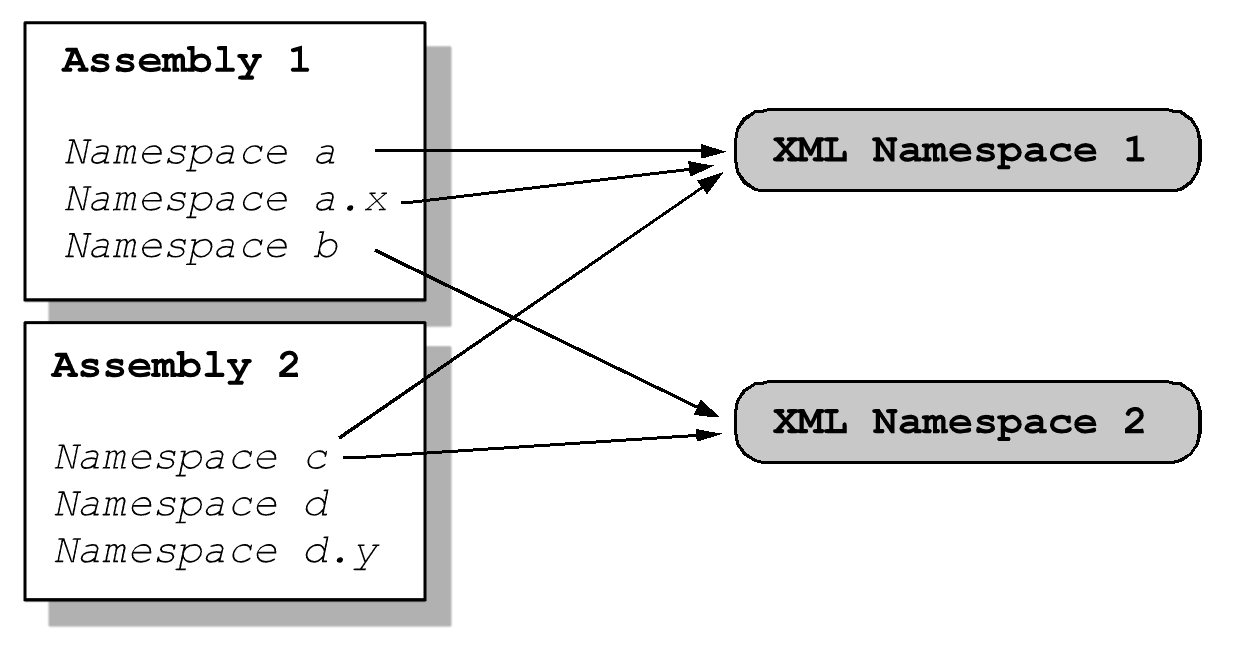 Assembly 1
Namespace a
Namespace a.x
Namespace b
Assembly 2
Namespace c
Namespace d
Namespace d.y
XML Namespace 1
XML Namespace 2